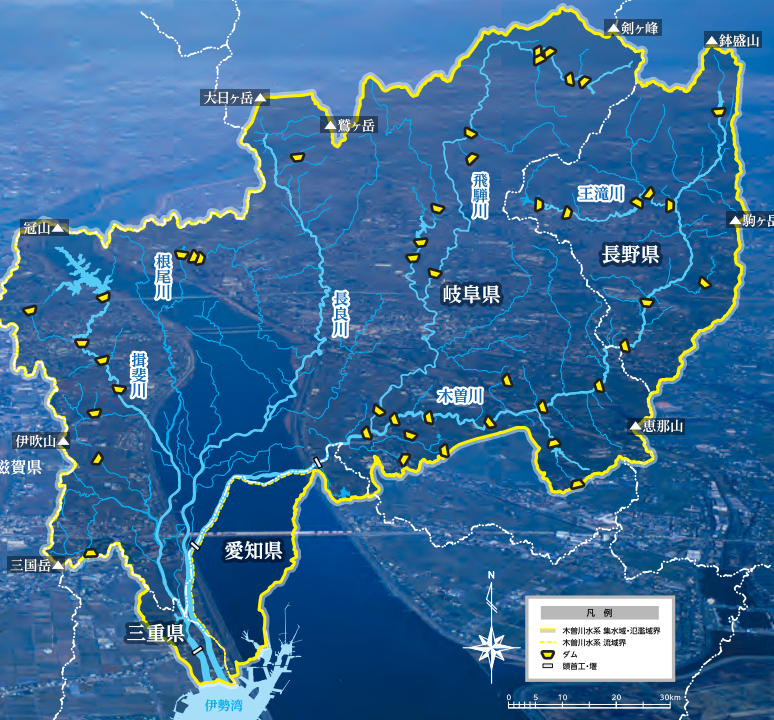 剣ヶ峰
鉢盛山
大日ヶ岳
鷲ヶ岳
飛騨川
王滝川
駒ヶ岳
冠山
根尾川
長野県
岐阜県
長良川
揖斐川
木曽川
恵那山
伊吹山
滋賀県
愛知県
三国岳
三重県
伊勢湾
N
凡 例
木曽川水系 集水域・氾濫域界
木曽川水系 流域界
ダム
頭首工・堰
0 5 10 20 30km